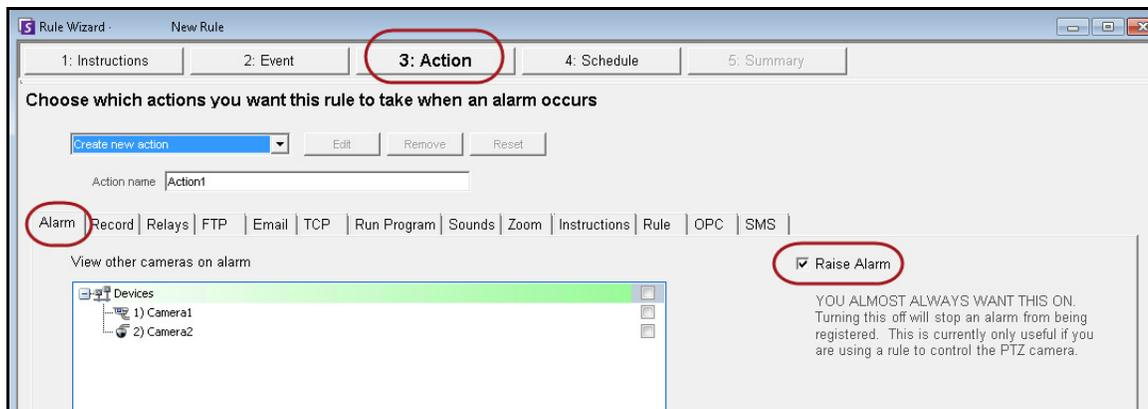 Rule Wizard - New Rule
1: Instructions 2: Event 3: Action 4: Schedule 5: Summary
Choose which actions you want this rule to take when an alarm occurs
Create new action Edit Remove Reset
Action name Action1
Alarm Record Relays FTP Email TCP Run Program Sounds Zoom Instructions Rule OPC SMS
View other cameras on alarm
Raise Alarm
Devices
1) Camera1
2) Camera2
YOU ALMOST ALWAYS WANT THIS ON.
Turning this off will stop an alarm from being
registered. This is currently only useful if you
are using a rule to control the PTZ camera.